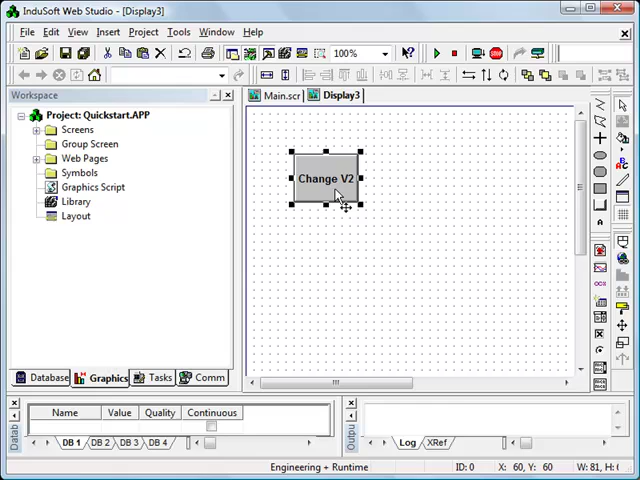 InduSoft Web Studio - [Display3]
File View Insert Project Tools Window Help
100%
Workspace
Main.scr Display3
Project: Quickstart.APP
Screens
Group Screen
Web Pages
Symbols
Graphics Script
Library
Layout
Change V2
Database Graphics Tasks Comm
Name Value Quality Continuous
DB 1 DB 2 DB 3 DB 4
Log XRef
Datab
Outpu
Engineering + Runtime ID: 0 X: 60, Y: 60 W: 81, H: